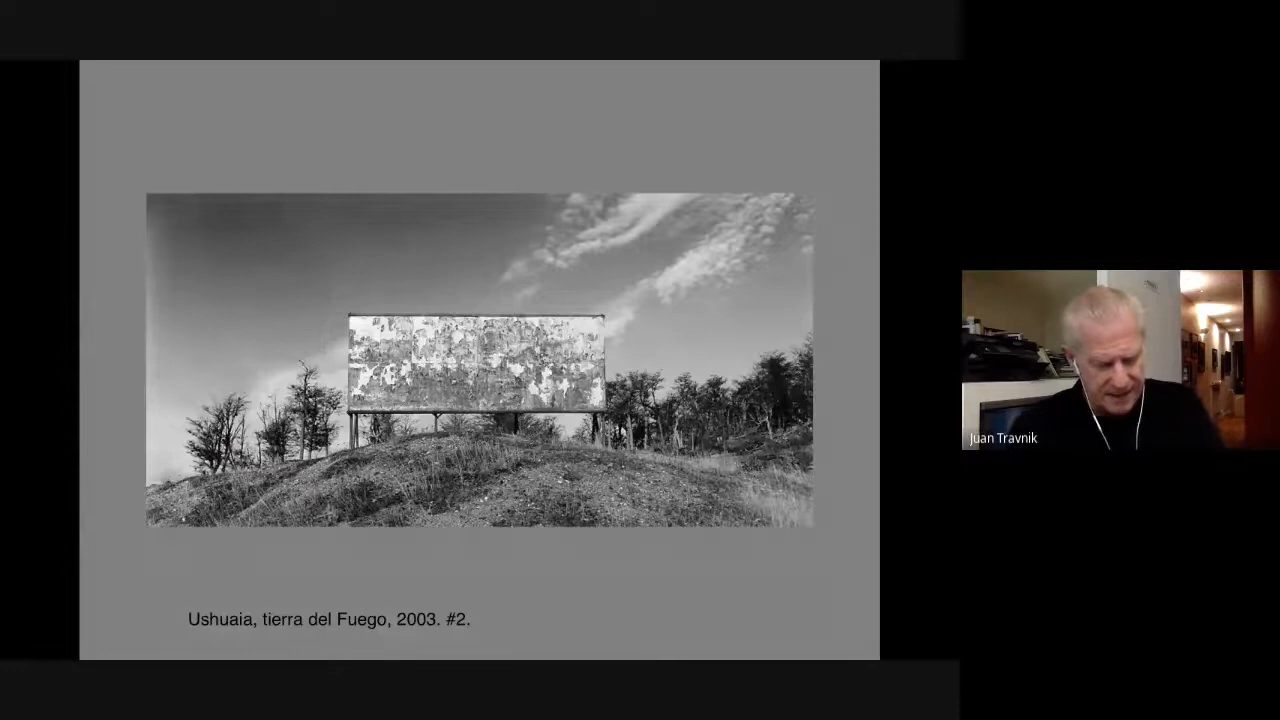 Ushuaia, tierra del Fuego, 2003. #2.
Juan Travnik